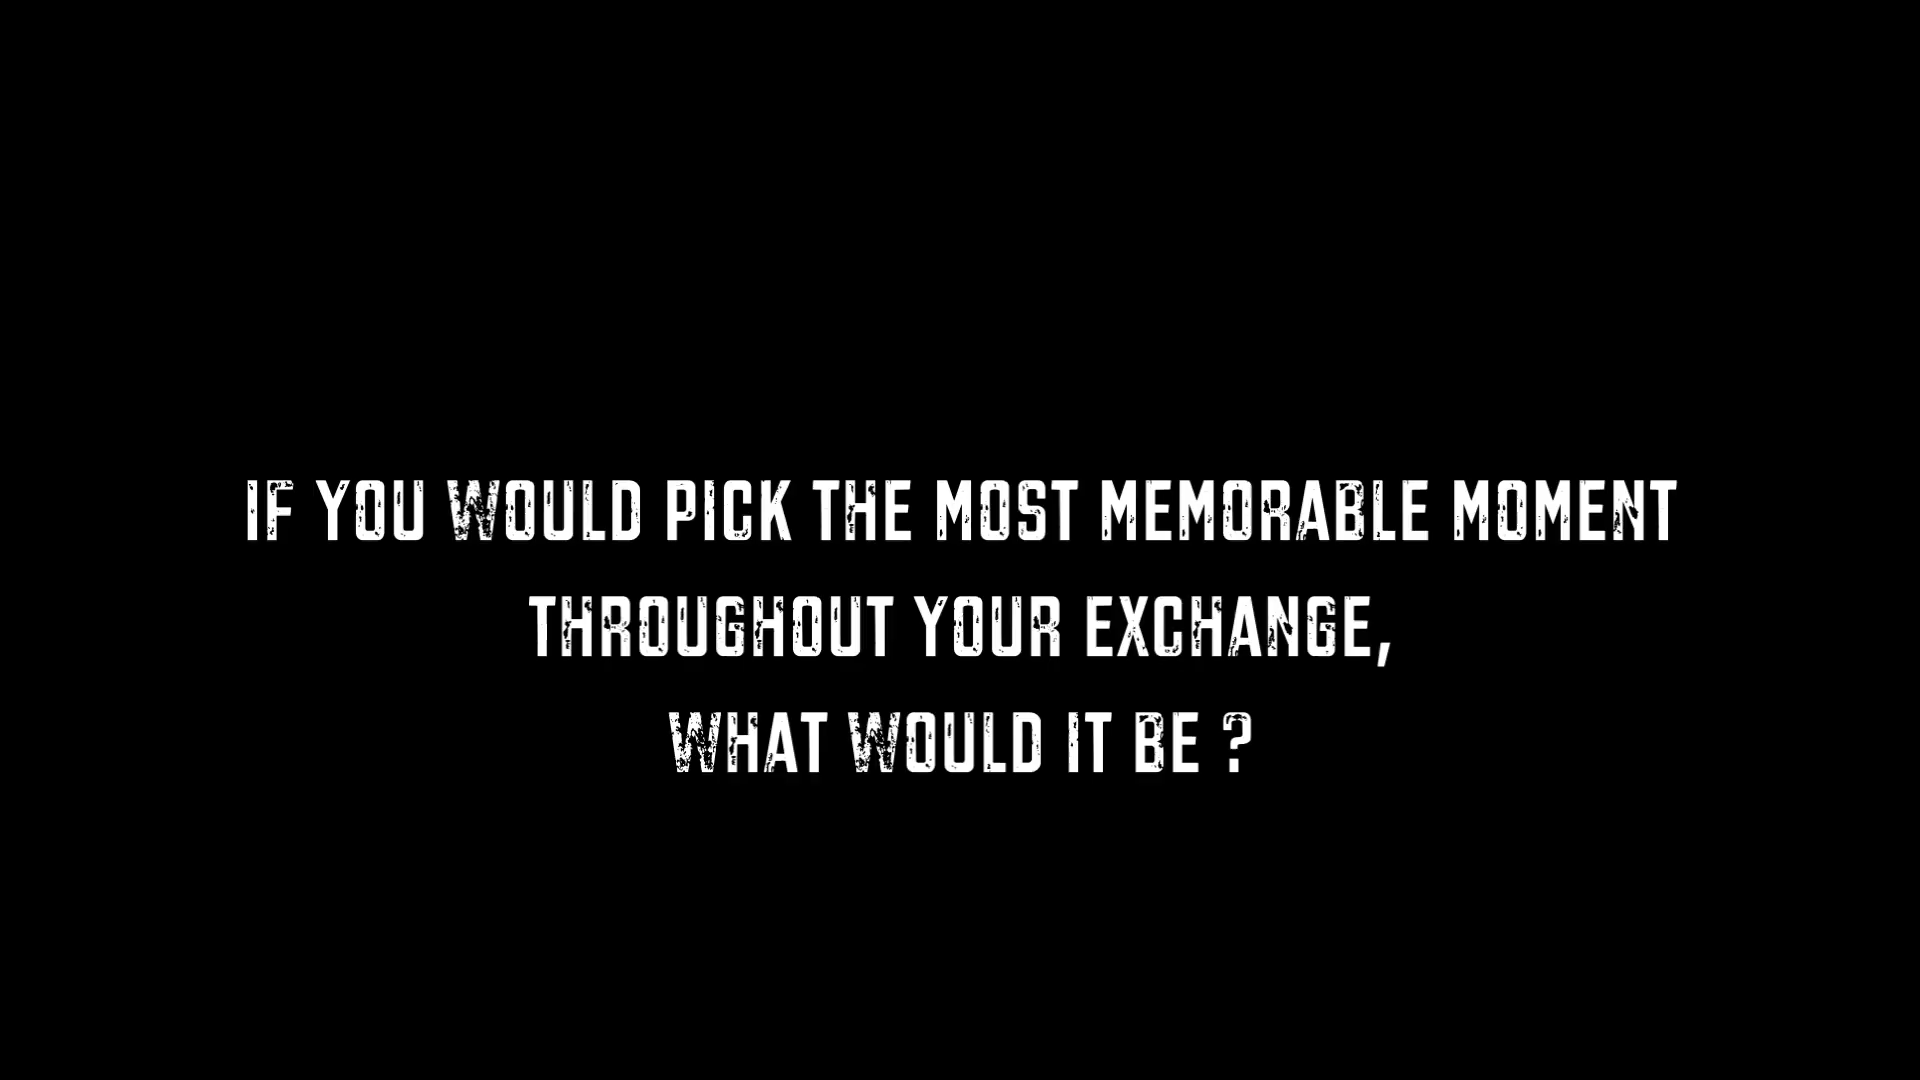 IF YOU WOULD PICK THE MOST MEMORABLE MOMENT
THROUGHOUT YOUR EXCHANGE,
WHAT WOULD IT BE ?